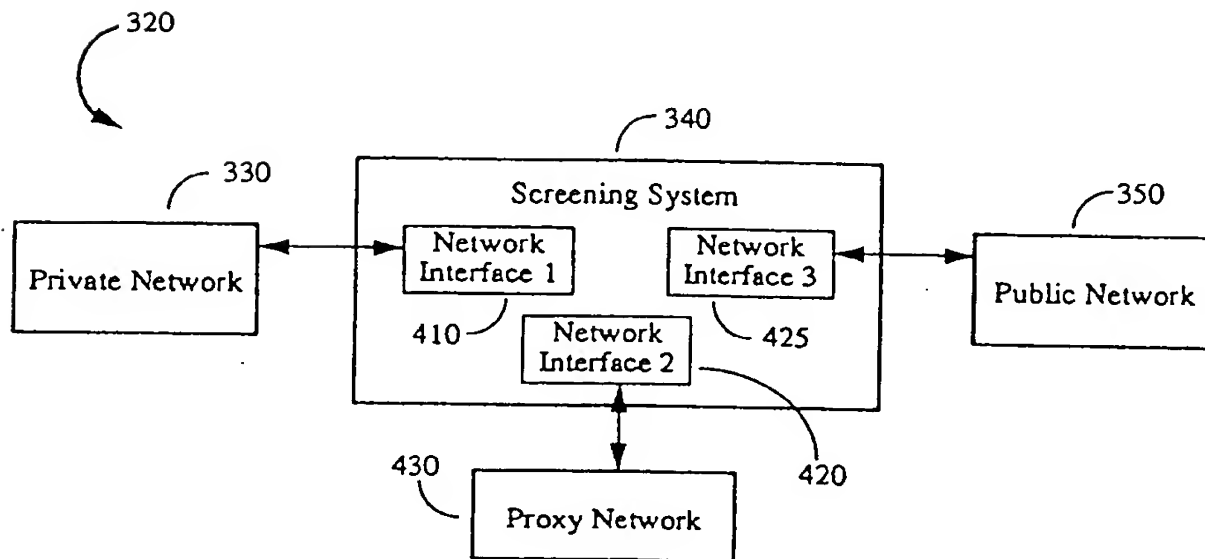 320
340
330
350
Screening System
Network
Interface 1
Network
Interface 3
Private Network
Public Network
410
425
Network
Interface 2
420
430
Proxy Network